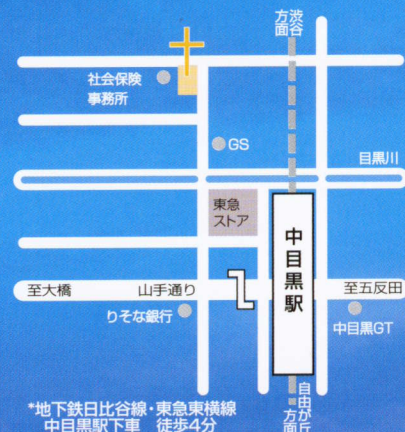 渋谷
方面
社会保険
事務所
GS
目黒川
東急
ストア
中目黒駅
至大橋
山手通り
至五反田
りそな銀行
中目黒GT
自由が丘
方面
*地下鉄日比谷線・東急東横線
中目黒駅下車 徒歩4分